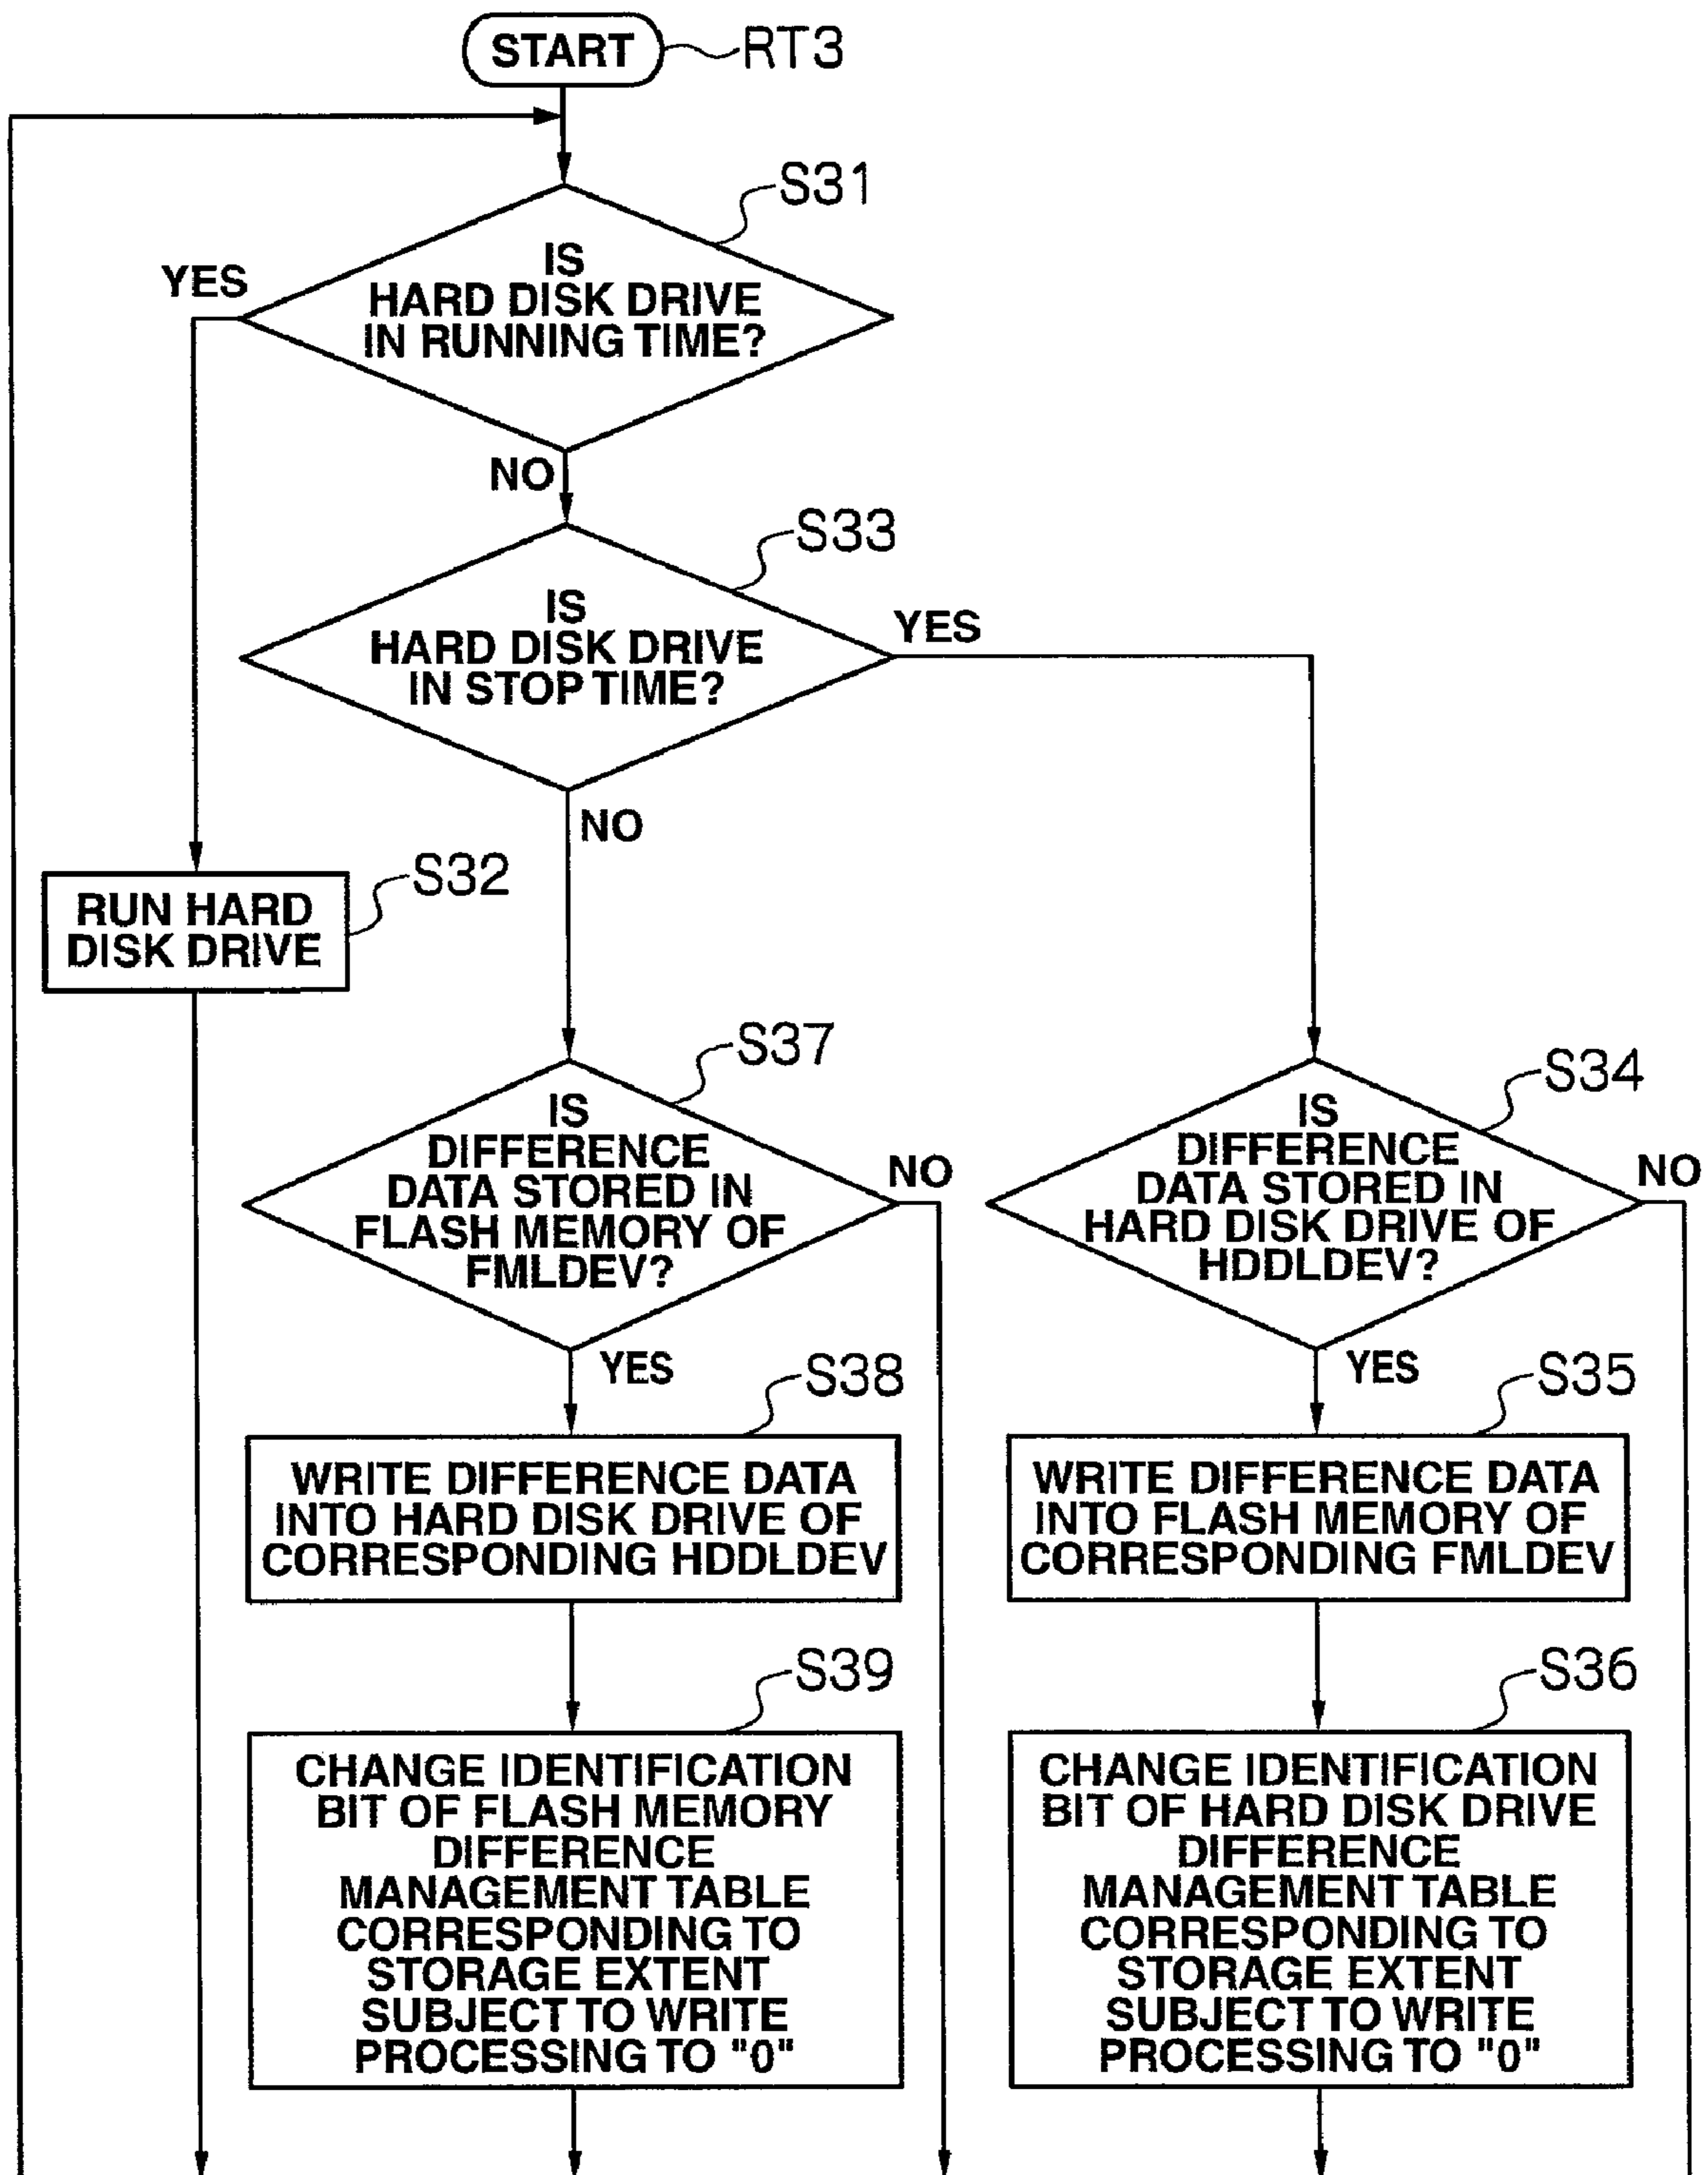 START
RT3
S31
IS
HARD DISK DRIVE
IN RUNNING TIME?
YES
NO
S33
IS
HARD DISK DRIVE
IN STOP TIME?
YES
NO
S32
RUN HARD
DISK DRIVE
S37
IS
DIFFERENCE
DATA STORED IN
FLASH MEMORY OF
FMLDEV?
NO
YES
S34
IS
DIFFERENCE
DATA STORED IN
HARD DISK DRIVE OF
HDDLDEV?
NO
YES
S38
WRITE DIFFERENCE DATA
INTO HARD DISK DRIVE OF
CORRESPONDING HDDLDEV
S35
WRITE DIFFERENCE DATA
INTO FLASH MEMORY OF
CORRESPONDING FMLDEV
S39
CHANGE IDENTIFICATION
BIT OF FLASH MEMORY
DIFFERENCE
MANAGEMENT TABLE
CORRESPONDING TO
STORAGE EXTENT
SUBJECT TO WRITE
PROCESSING TO "0"
S36
CHANGE IDENTIFICATION
BIT OF HARD DISK DRIVE
DIFFERENCE
MANAGEMENT TABLE
CORRESPONDING TO
STORAGE EXTENT
SUBJECT TO WRITE
PROCESSING TO "0"